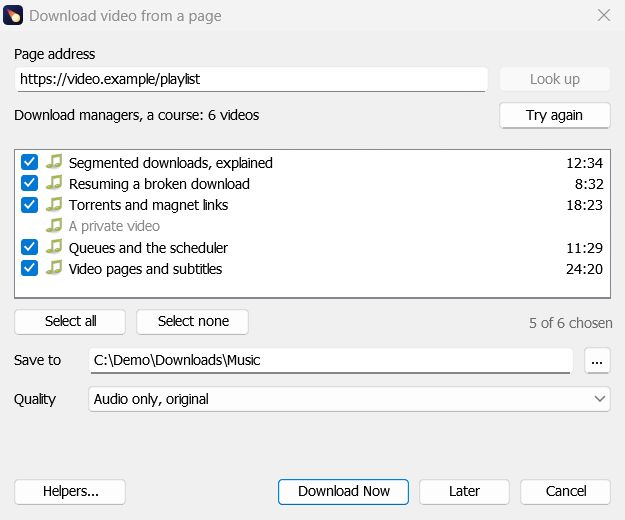 Download video from a page
Page address
https://video.example/playlist
Look up
Download managers, a course: 6 videos
Try again
Segmented downloads, explained 12:34
Resuming a broken download 8:32
Torrents and magnet links 18:23
A private video
Queues and the scheduler 11:29
Video pages and subtitles 24:20
Select all Select none 5 of 6 chosen
Save to C:\Demo\Downloads\Music ...
Quality Audio only, original
Helpers... Download Now Later Cancel